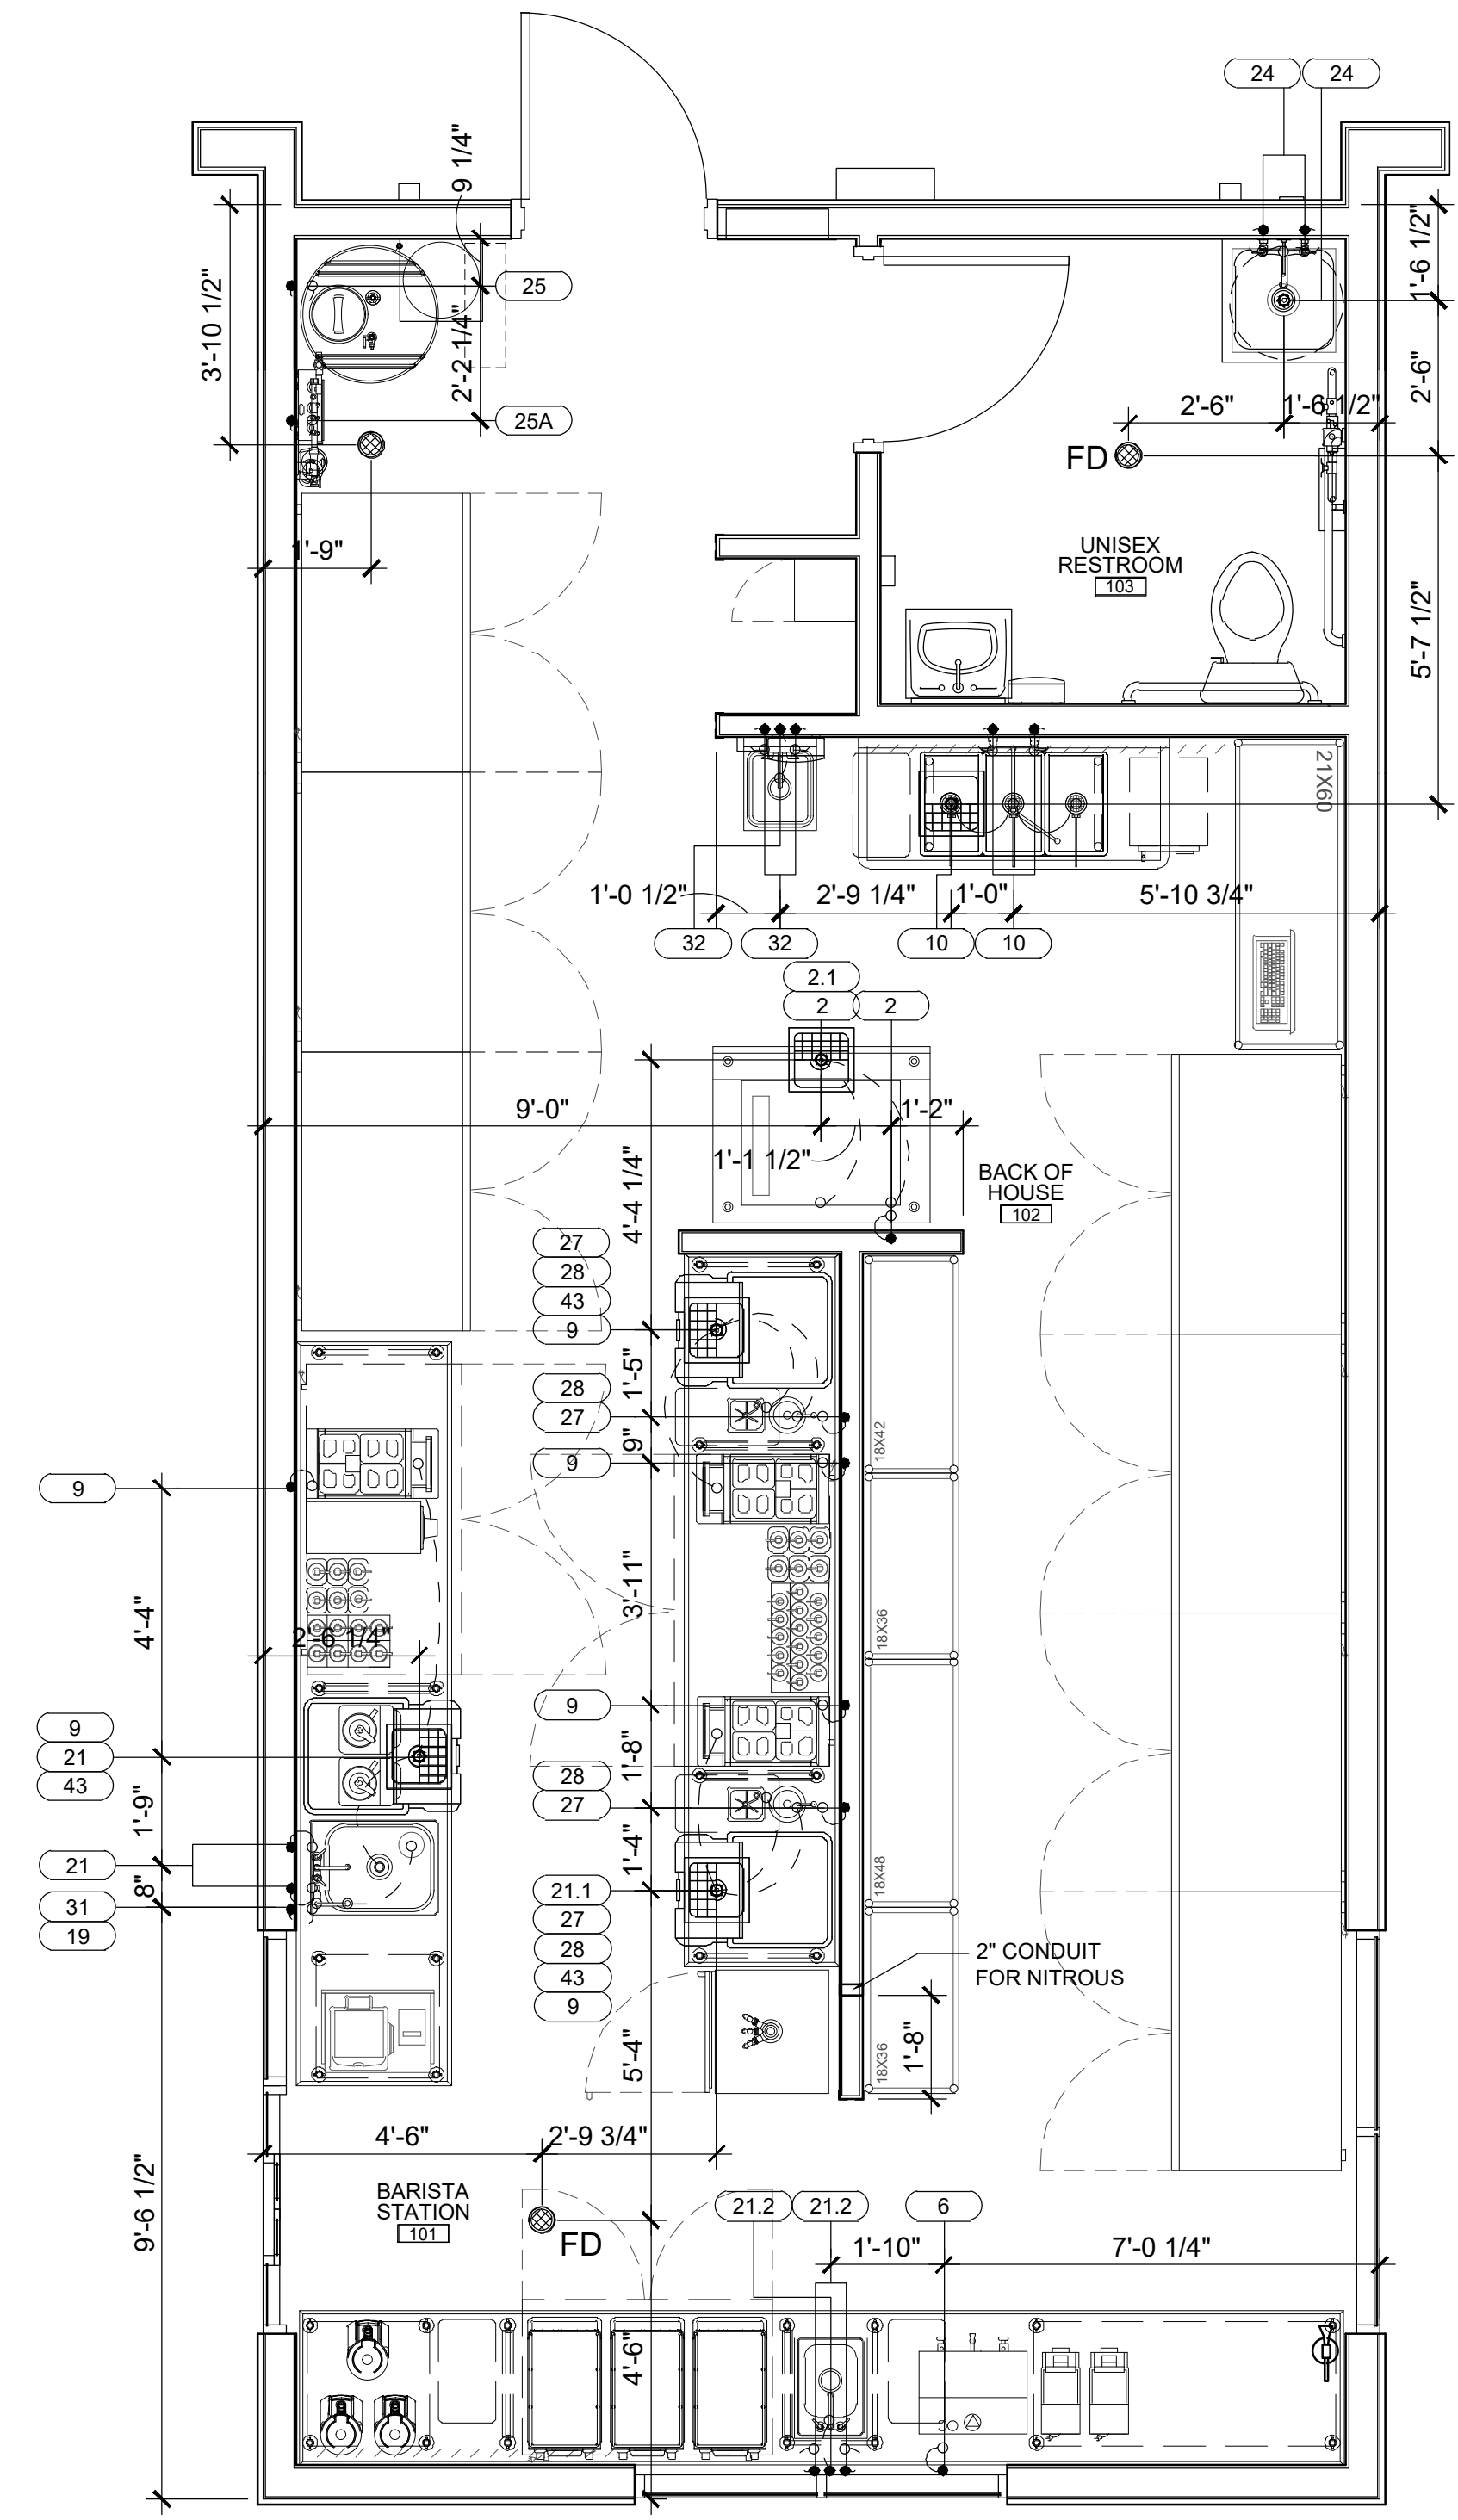 24 24
9 1/4"
3'-10 1/2"
25
2'-2 1/4"
25A
1'-6 1/2"
2'-6"
2'-6" 1'-6 1/2"
FD
1'-9"
UNISEX
RESTROOM
103
5'-7 1/2"
21X60
1'-0 1/2" 2'-9 1/4" 1'-0" 5'-10 3/4"
32 32 10 10
2.1
2 2
9'-0" 1'-2"
1'-1 1/2"
4'-4 1/4"
BACK OF
HOUSE
102
27
28
43
9
1'-5"
28
27
9"
9
18X42
9
3'-11"
4'-4"
2'-6 1/4"
18X36
9
9
21
43
1'-8"
28
27
1'-9"
1'-4"
21
8"
31
19
18X48
21.1
27
28
43
9
2" CONDUIT
FOR NITROUS
5'-4"
1'-8"
18X36
4'-6" 2'-9 3/4"
9'-6 1/2"
BARISTA
STATION
101
FD
21.2 21.2 6
1'-10" 7'-0 1/4"
4'-6"